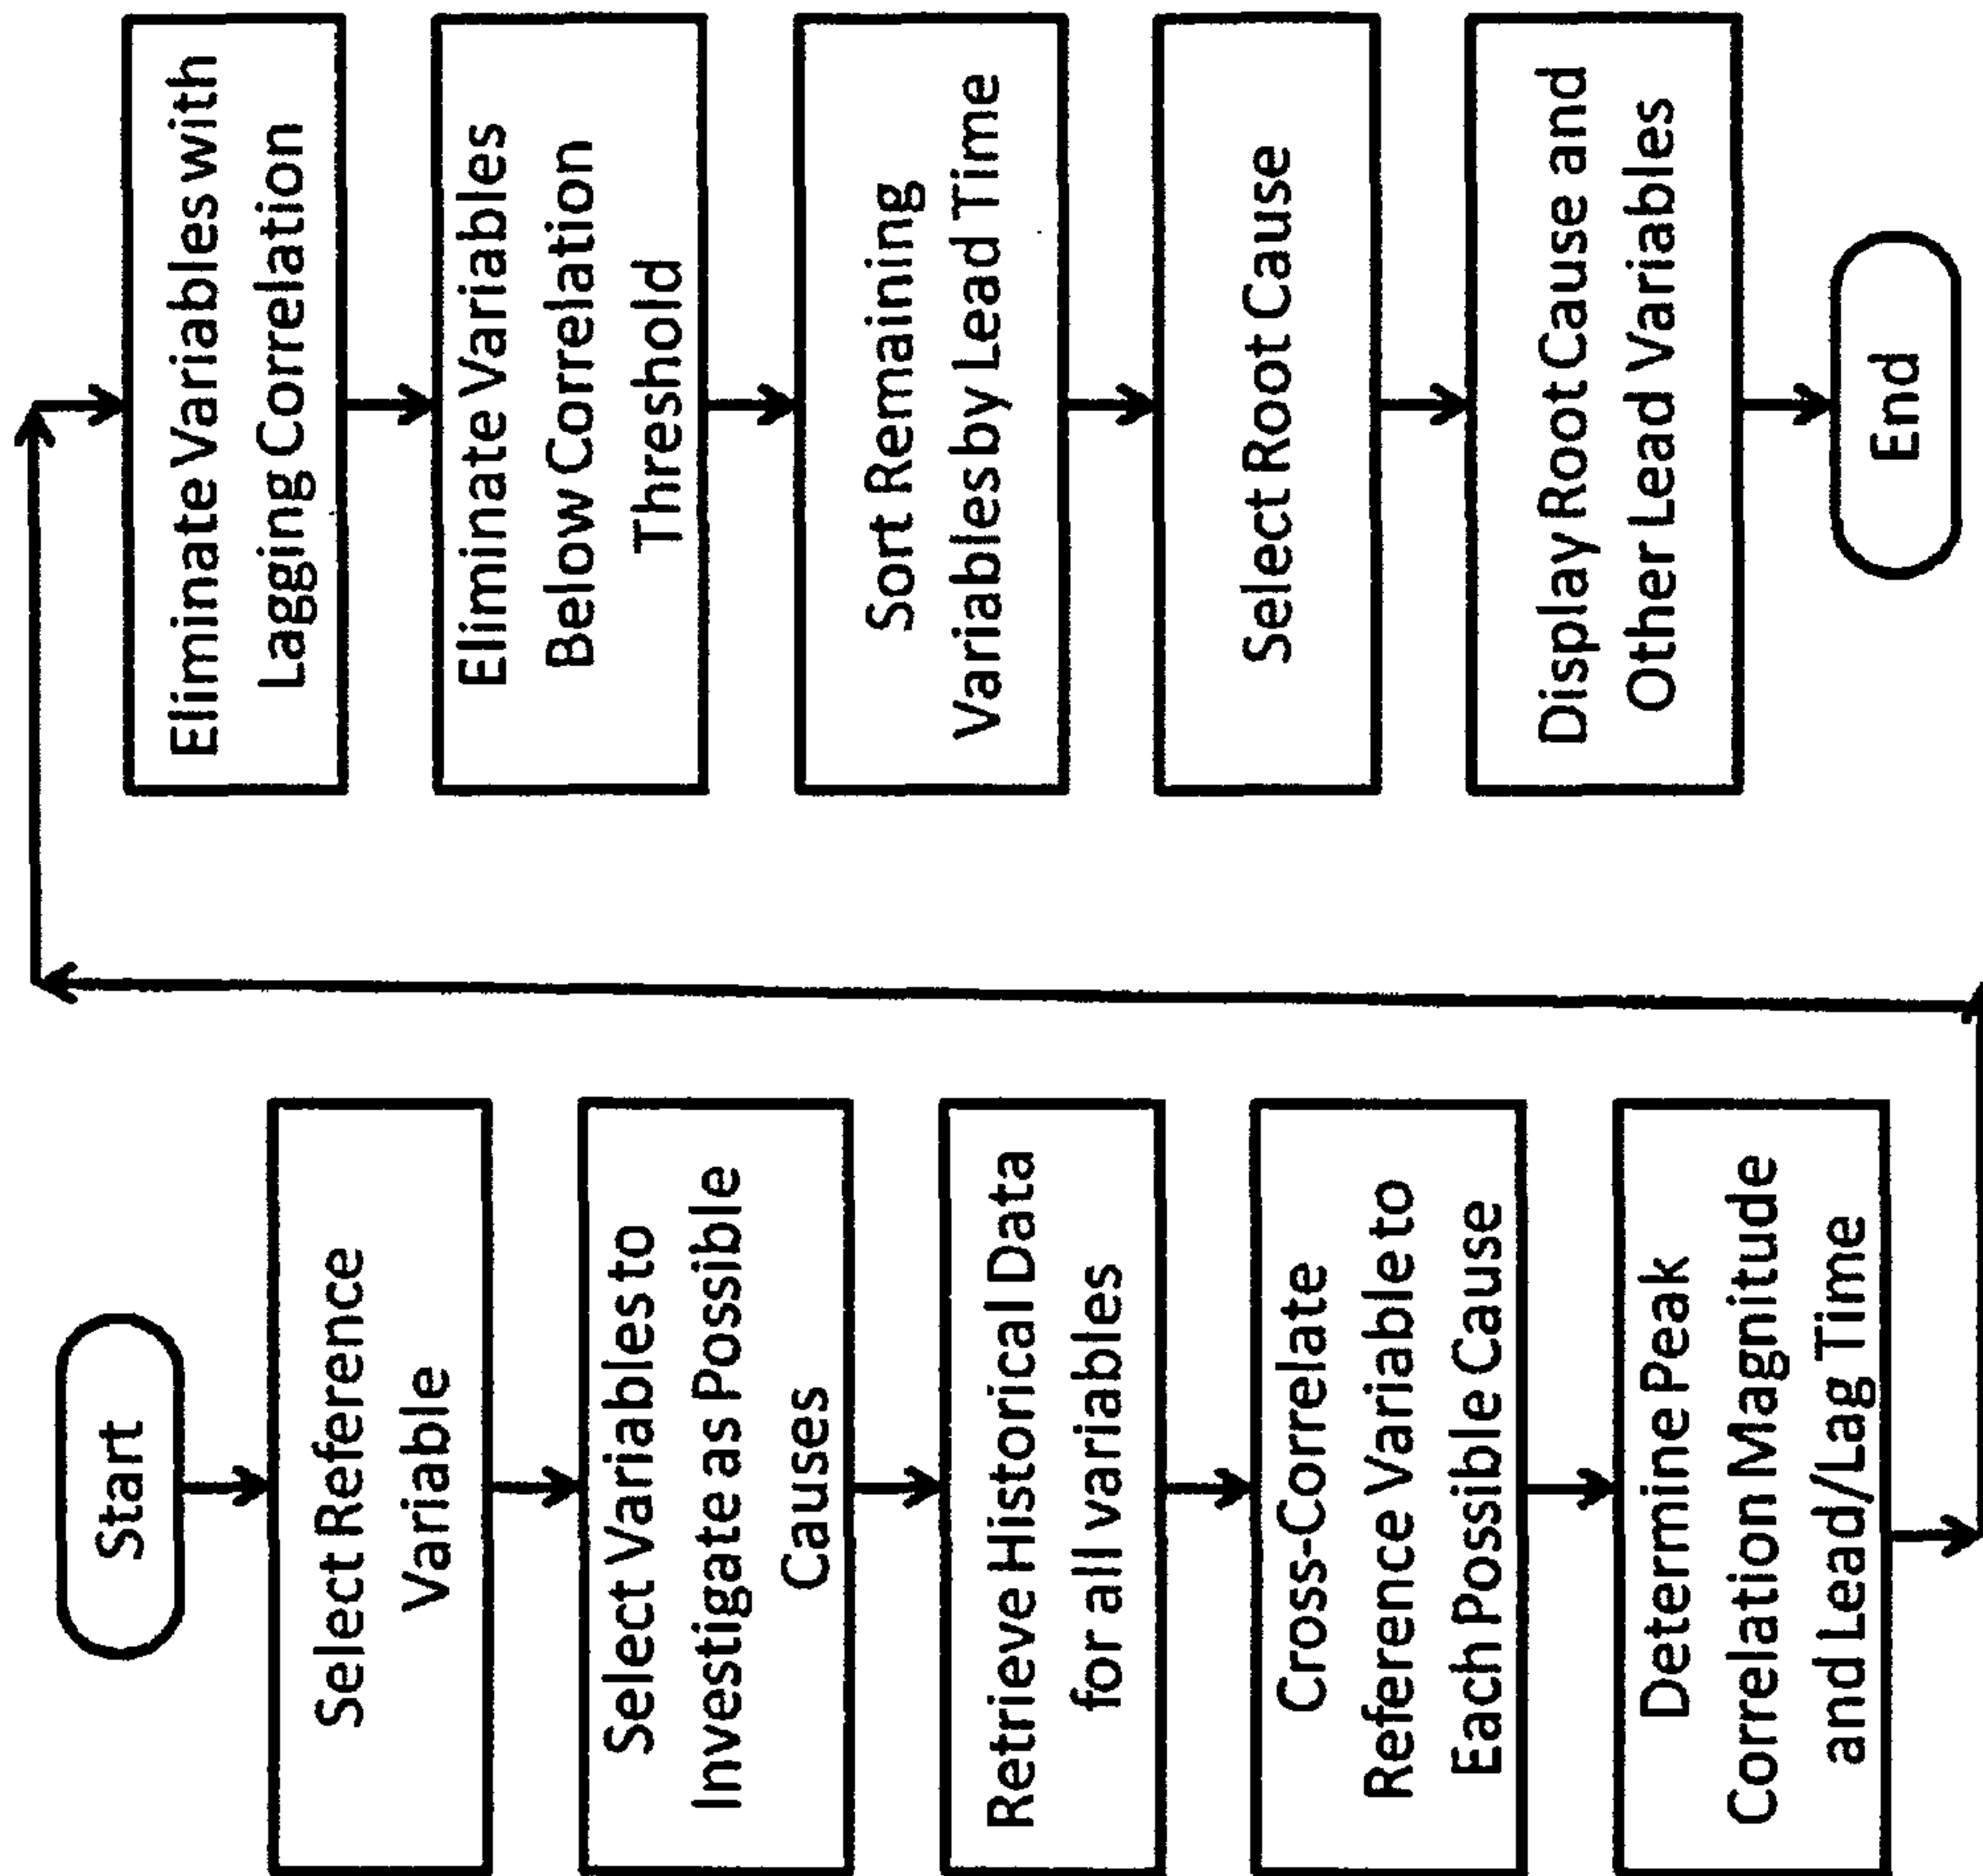 Start
Select Reference
Variable
Select Variables to
Investigate as Possible
Causes
Retrieve Historical Data
for all variables
Cross-Correlate
Reference Variable to
Each Possible Cause
Determine Peak
Correlation Magnitude
and Lead/Lag Time
Eliminate Variables with
Lagging Correlation
Eliminate Variables
Below Correlation
Threshold
Sort Remaining
Variables by Lead Time
Select Root Cause
Display Root Cause and
Other Lead Variables
End